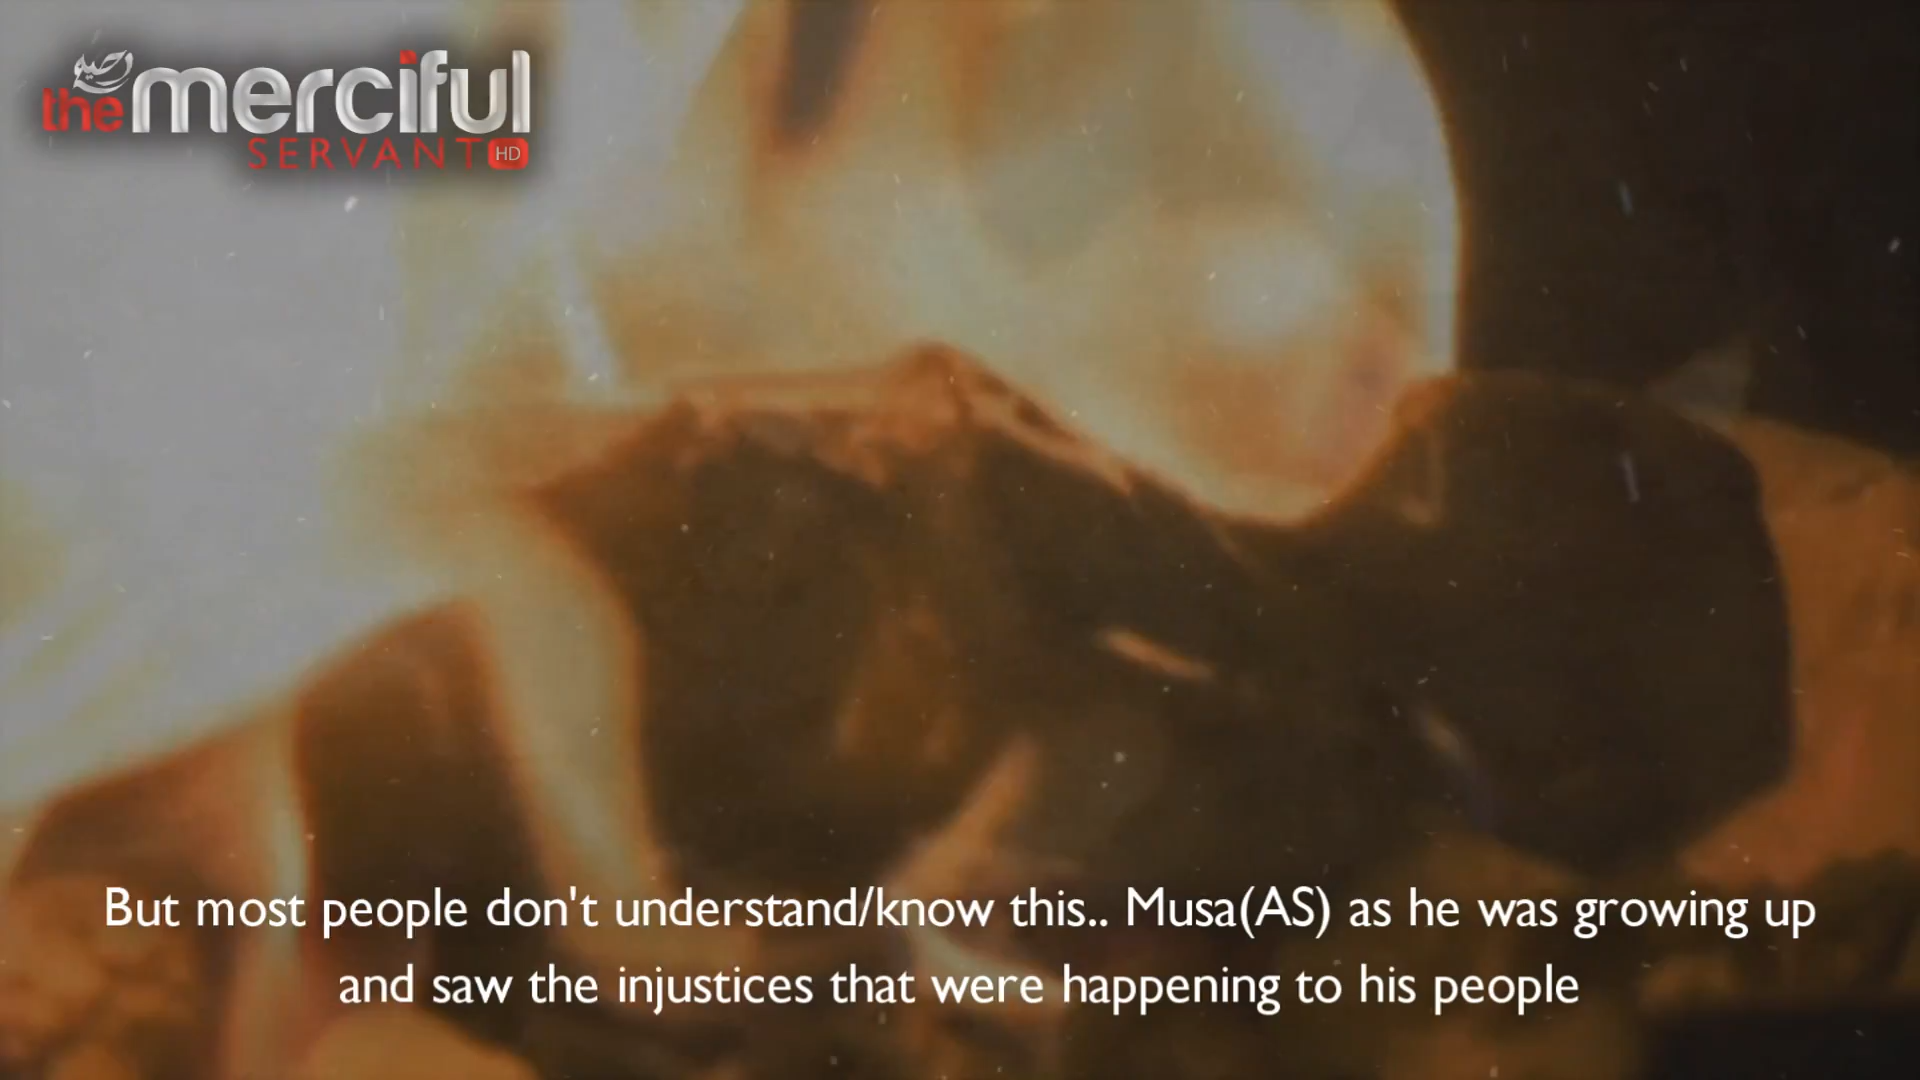 رحيم
the merciful
SERVANT HD
But most people don't understand/know this.. Musa(AS) as he was growing up
and saw the injustices that were happening to his people